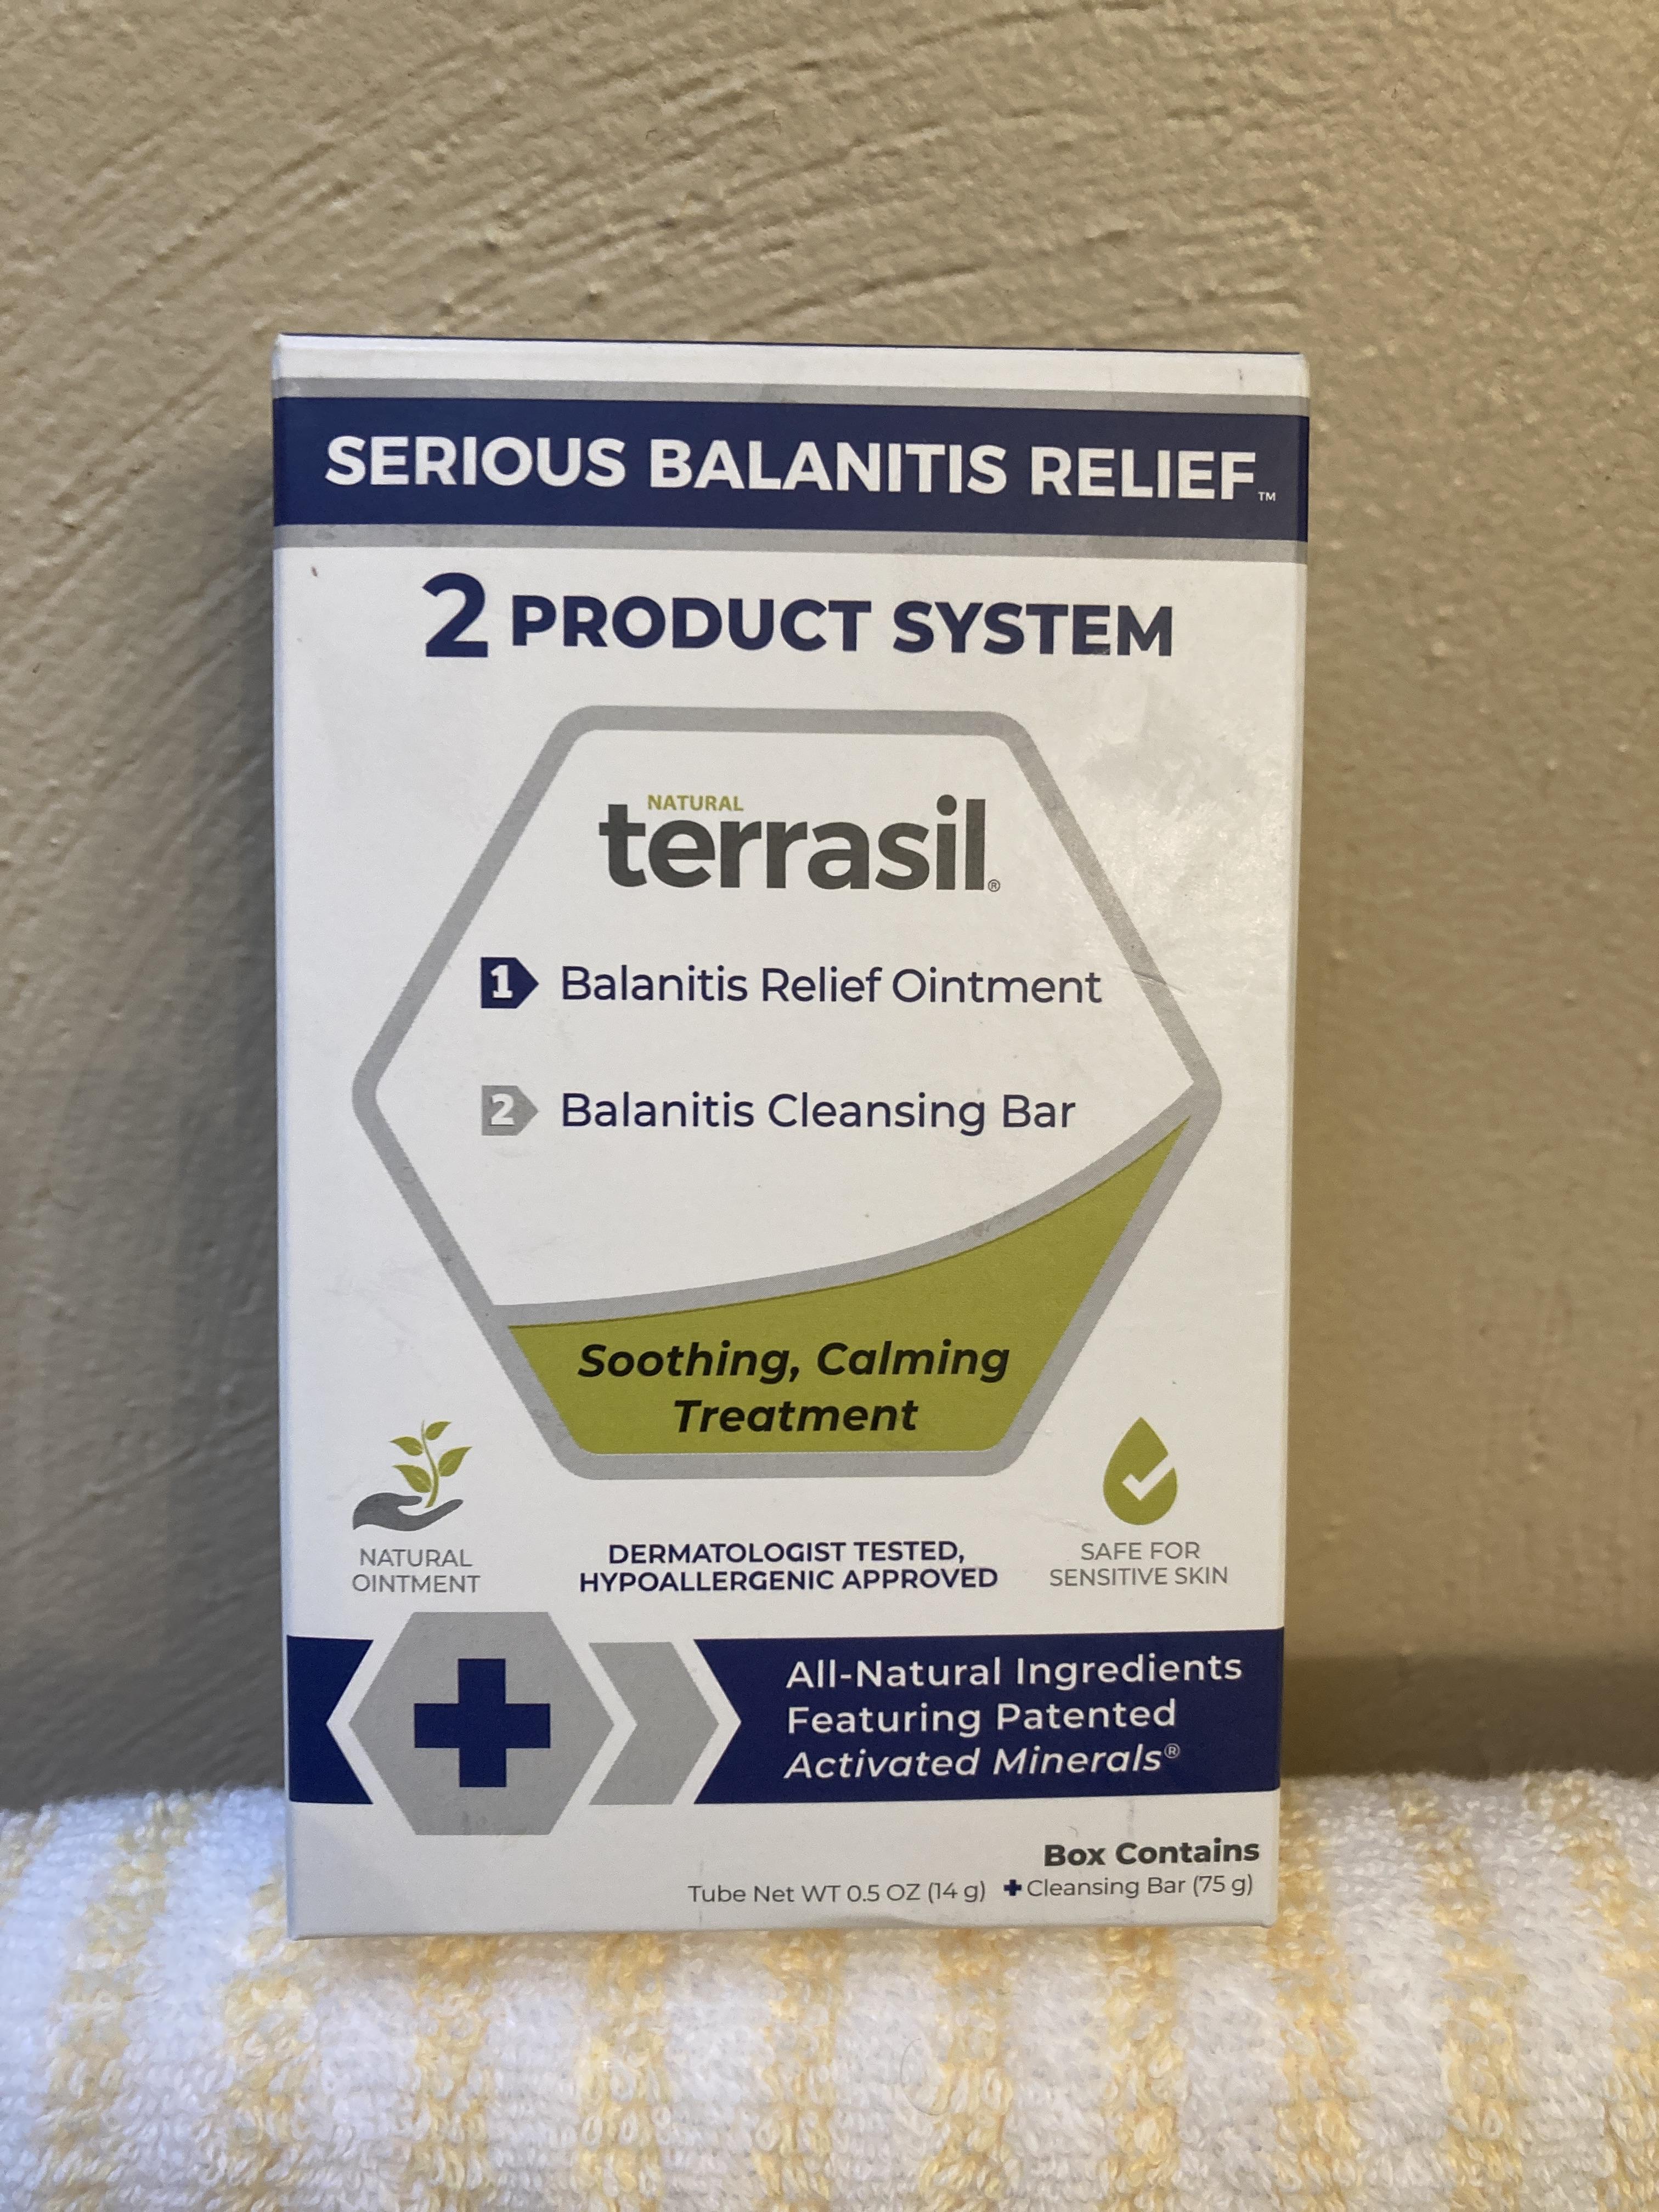 SERIOUS BALANITIS RELIEF™
2 PRODUCT SYSTEM
NATURAL
terrasil®
1 Balanitis Relief Ointment
2 Balanitis Cleansing Bar
Soothing, Calming
Treatment
NATURAL
OINTMENT
DERMATOLOGIST TESTED,
HYPOALLERGENIC APPROVED
SAFE FOR
SENSITIVE SKIN
All-Natural Ingredients
Featuring Patented
Activated Minerals®
Box Contains
Tube Net WT 0.5 OZ (14 g) + Cleansing Bar (75 g)